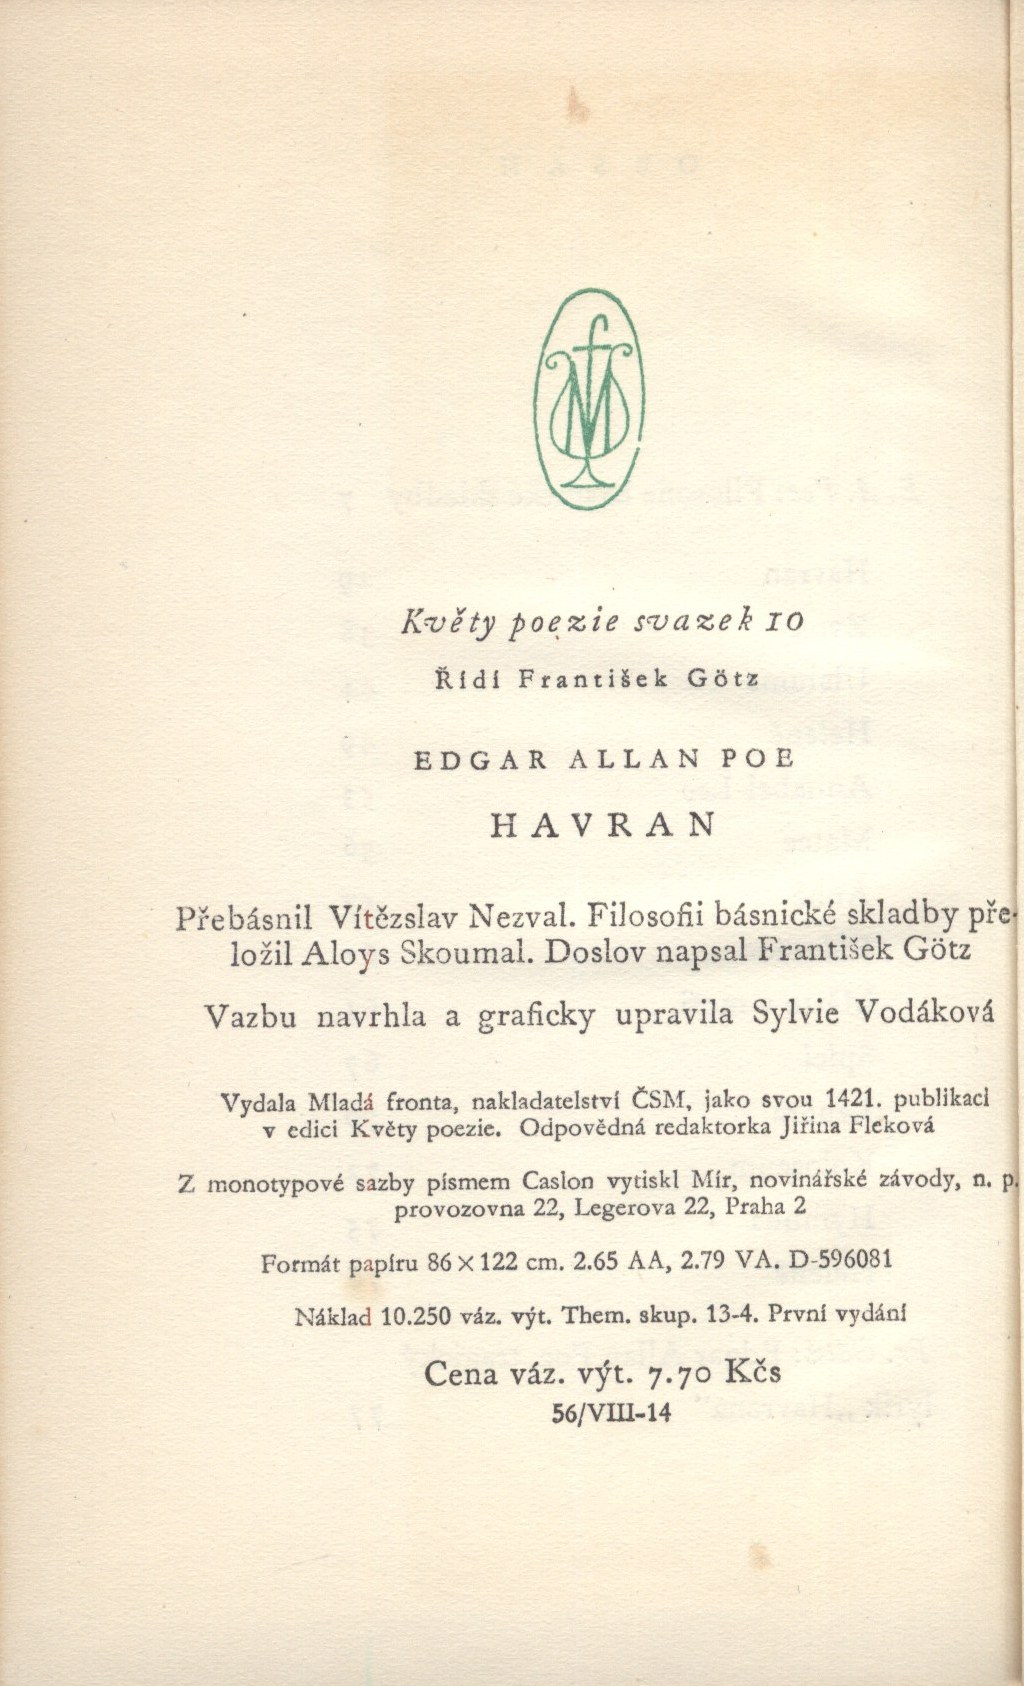 Květy poezie svazek 10
Řídí František Götz
EDGAR ALLAN POE
HAVRAN
Přebásnil Vítězslav Nezval. Filosofii básnické skladby pře-
ložil Aloys Skoumal. Doslov napsal František Götz
Vazbu navrhla a graficky upravila Sylvie Vodáková
Vydala Mladá fronta, nakladatelství ČSM, jako svou 1421. publikaci
v edici Květy poezie. Odpovědná redaktorka Jiřina Fleková
Z monotypové sazby písmem Caslon vytiskl Mír, novinářské závody, n. p.
provozovna 22, Legerova 22, Praha 2
Formát papíru 86 × 122 cm. 2.65 AA, 2.79 VA. D-596081
Náklad 10.250 váz. výt. Them. skup. 13-4. První vydání
Cena váz. výt. 7.70 Kčs
56/VIII-14